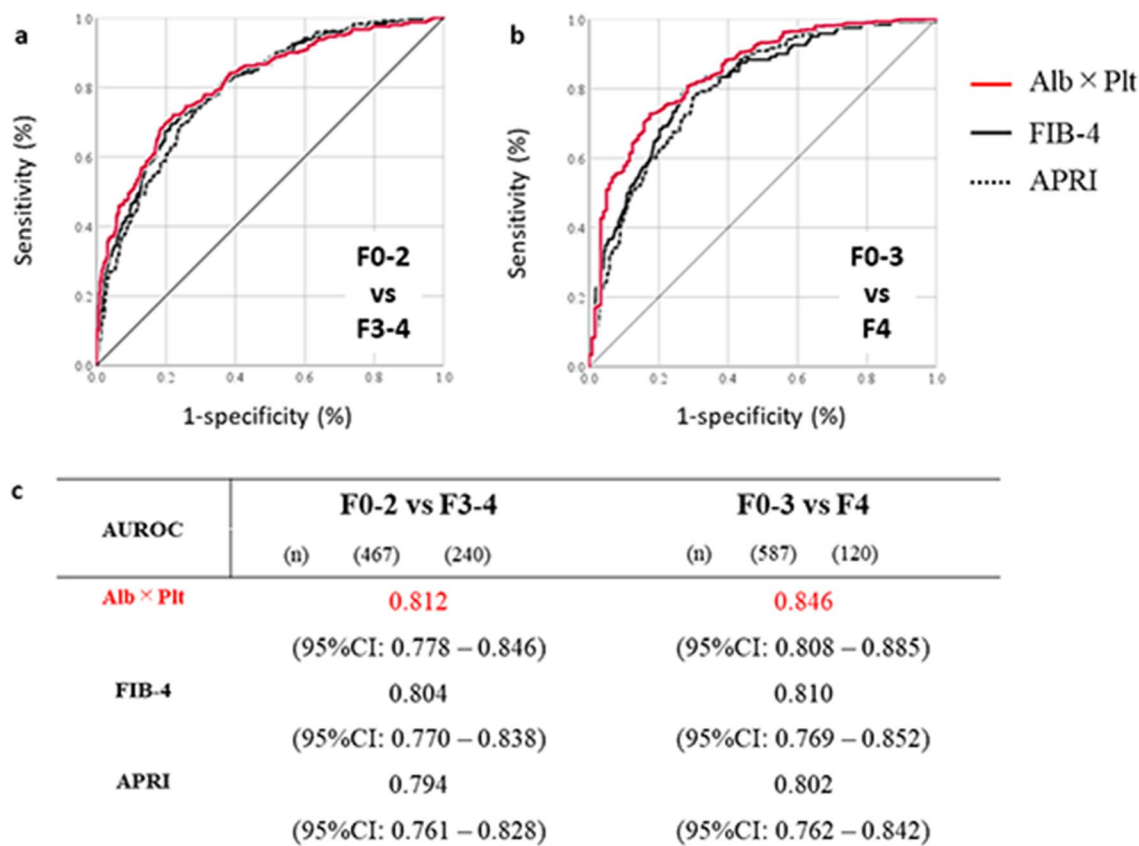 a
1.0
0.8
0.6
0.4
0.2
0.0
0.0 0.2 0.4 0.6 0.8 1.0
Sensitivity (%)
1-specificity (%)
F0-2
vs
F3-4
b
1.0
0.8
0.6
0.4
0.2
0.0
0.0 0.2 0.4 0.6 0.8 1.0
Sensitivity (%)
1-specificity (%)
F0-3
vs
F4
Alb × Plt
FIB-4
APRI
c
AUROC F0-2 vs F3-4 F0-3 vs F4
(n) (467) (240) (n) (587) (120)
Alb × Plt 0.812 0.846
(95%CI: 0.778 – 0.846) (95%CI: 0.808 – 0.885)
FIB-4 0.804 0.810
(95%CI: 0.770 – 0.838) (95%CI: 0.769 – 0.852)
APRI 0.794 0.802
(95%CI: 0.761 – 0.828) (95%CI: 0.762 – 0.842)